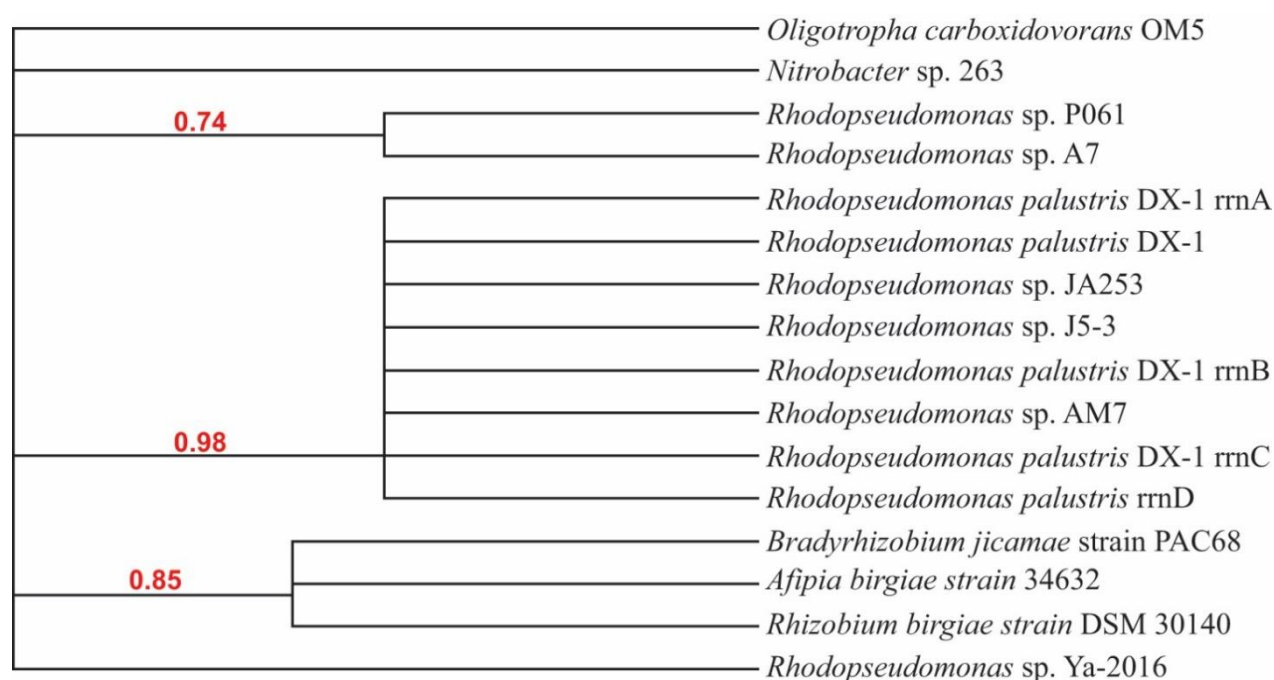 Oligotropha carboxidovorans OM5
Nitrobacter sp. 263
0.74
Rhodopseudomonas sp. P061
Rhodopseudomonas sp. A7
Rhodopseudomonas palustris DX-1 rrnA
Rhodopseudomonas palustris DX-1
Rhodopseudomonas sp. JA253
Rhodopseudomonas sp. J5-3
Rhodopseudomonas palustris DX-1 rrnB
Rhodopseudomonas sp. AM7
0.98
Rhodopseudomonas palustris DX-1 rrnC
Rhodopseudomonas palustris rrnD
Bradyrhizobium jicamae strain PAC68
0.85
Afipia birgiae strain 34632
Rhizobium birgiae strain DSM 30140
Rhodopseudomonas sp. Ya-2016